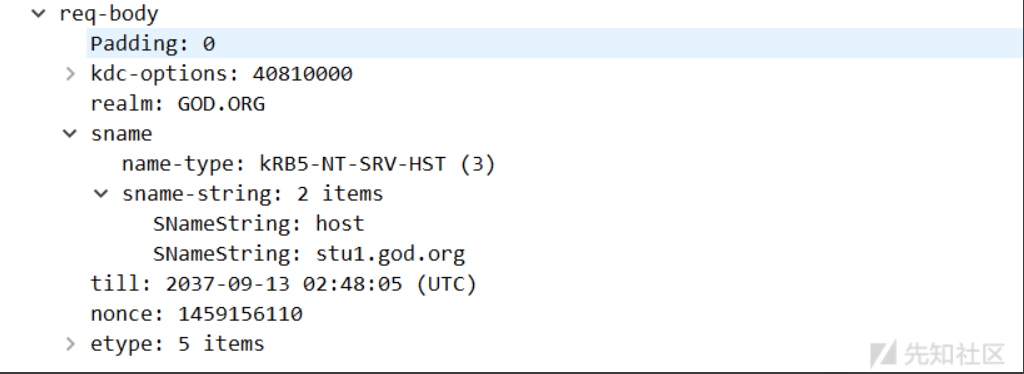 req-body
Padding: 0
kdc-options: 40810000
realm: GOD.ORG
sname
name-type: kRB5-NT-SRV-HST (3)
sname-string: 2 items
SNameString: host
SNameString: stu1.god.org
till: 2037-09-13 02:48:05 (UTC)
nonce: 1459156110
etype: 5 items
先知社区